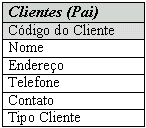 Clientes (Pai)
Código do Cliente
Nome
Endereço
Telefone
Contato
Tipo Cliente